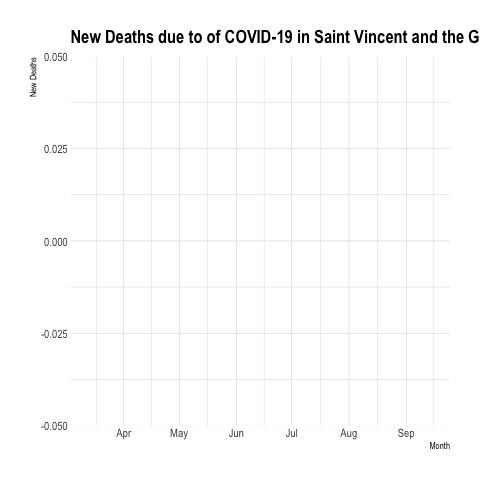 New Deaths due to of COVID-19 in Saint Vincent and the G
0.050
New Deaths
0.025
0.000
-0.025
-0.050
Apr May Jun Jul Aug Sep
Month